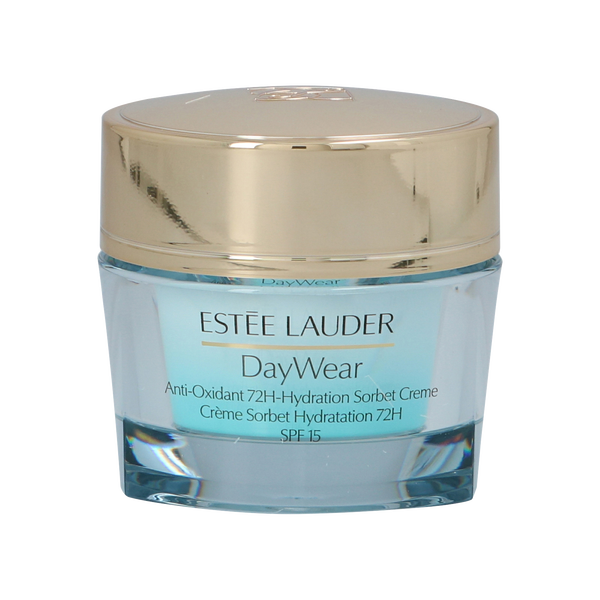 DayWear
ESTĒE LAUDER
DayWear
Anti-Oxidant 72H-Hydration Sorbet Creme
Crème Sorbet Hydratation 72H
SPF 15